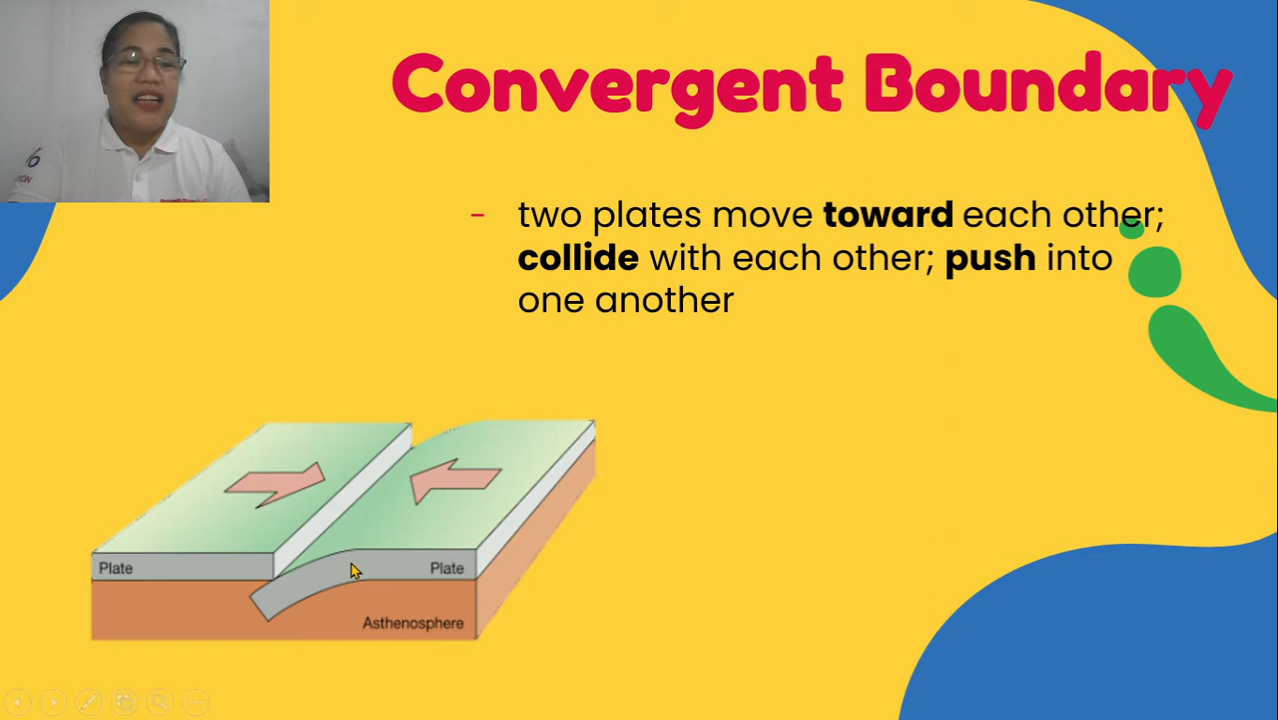 Convergent Boundary
- two plates move toward each other;
collide with each other; push into
one another
Plate
Plate
Asthenosphere